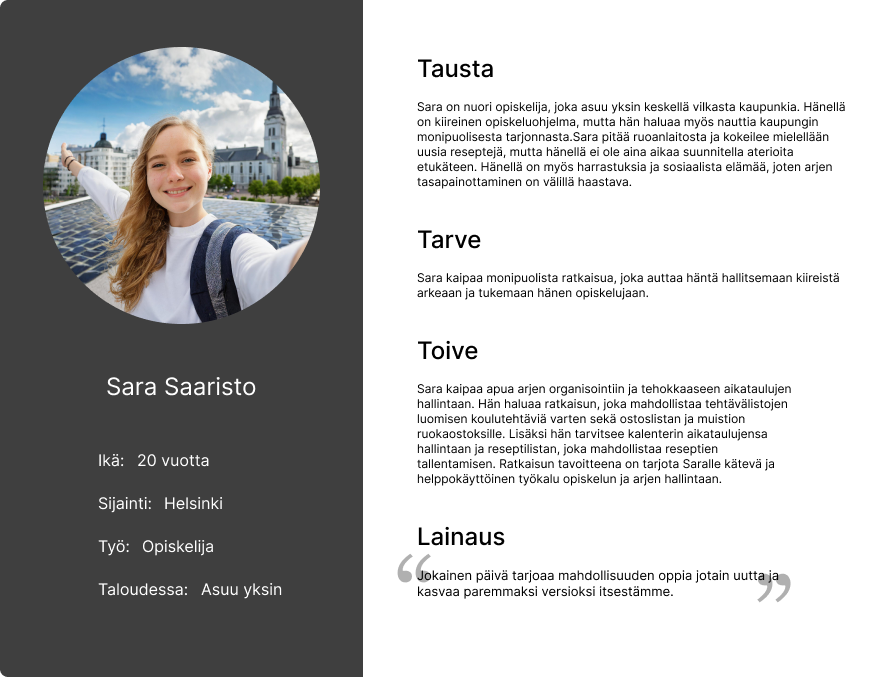 Sara Saaristo
Ikä: 20 vuotta
Sijainti: Helsinki
Työ: Opiskelija
Taloudessa: Asuu yksin
Tausta
Sara on nuori opiskelija, joka asuu yksin keskellä vilkasta kaupunkia. Hänellä
on kiireinen opiskeluohjelma, mutta hän haluaa myös nauttia kaupungin
monipuolisesta tarjonnasta.Sara pitää ruoanlaitosta ja kokeilee mielellään
uusia reseptejä, mutta hänellä ei ole aina aikaa suunnitella aterioita
etukäteen. Hänellä on myös harrastuksia ja sosiaalista elämää, joten arjen
tasapainottaminen on välillä haastava.
Tarve
Sara kaipaa monipuolista ratkaisua, joka auttaa häntä hallitsemaan kiireistä
arkeaan ja tukemaan hänen opiskelujaan.
Toive
Sara kaipaa apua arjen organisointiin ja tehokkaaseen aikataulujen
hallintaan. Hän haluaa ratkaisun, joka mahdollistaa tehtävälistojen
luomisen koulutehtäviä varten sekä ostoslistan ja muistion
ruokaostoksille. Lisäksi hän tarvitsee kalenterin aikataulujensa
hallintaan ja reseptilistan, joka mahdollistaa reseptien
tallentamisen. Ratkaisun tavoitteena on tarjota Saralle kätevä ja
helppokäyttöinen työkalu opiskelun ja arjen hallintaan.
Lainaus
“Jokainen päivä tarjoaa mahdollisuuden oppia jotain uutta ja
kasvaa paremmaksi versioksi itsestämme.”